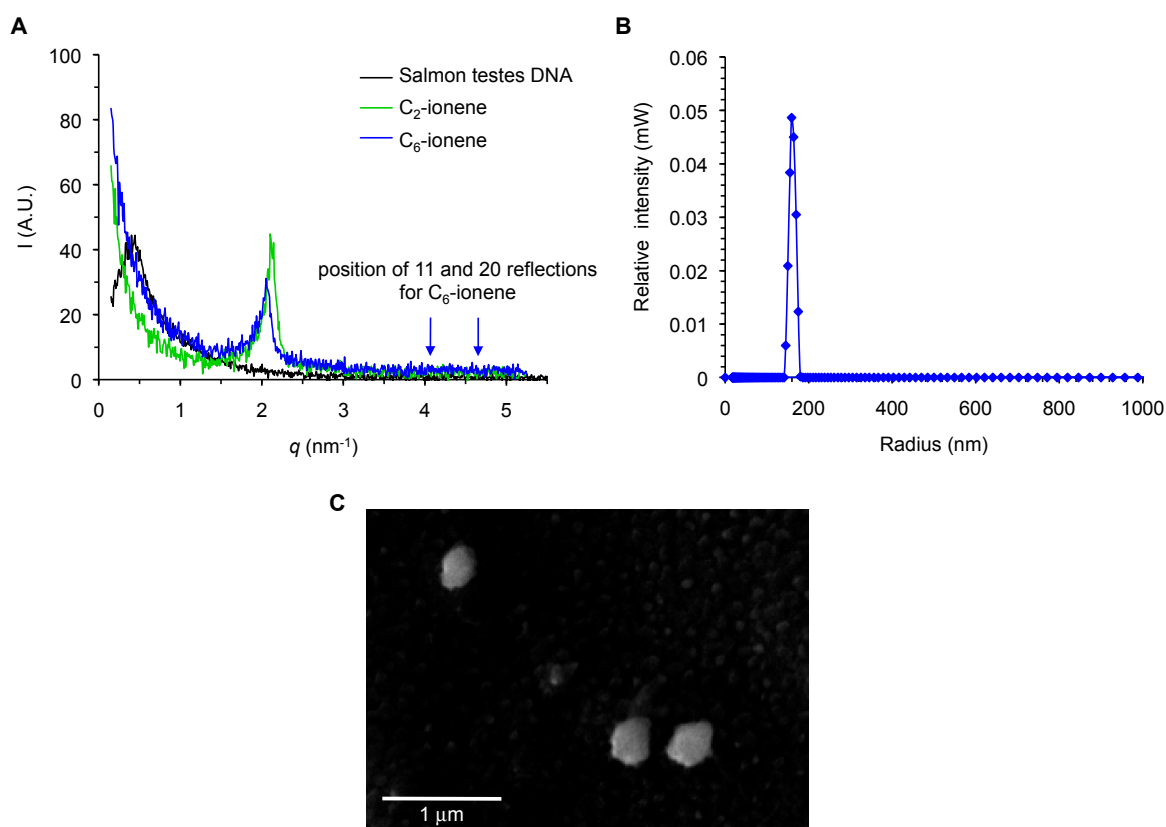 A
100
80
60
40
20
0
I (A.U.)
0 1 2 3 4 5
q (nm⁻¹)
Salmon testes DNA
C₂-ionene
C₆-ionene
position of 11 and 20 reflections
for C₆-ionene
B
0.06
0.05
0.04
0.03
0.02
0.01
0
Relative intensity (mW)
0 200 400 600 800 1000
Radius (nm)
C
1 μm